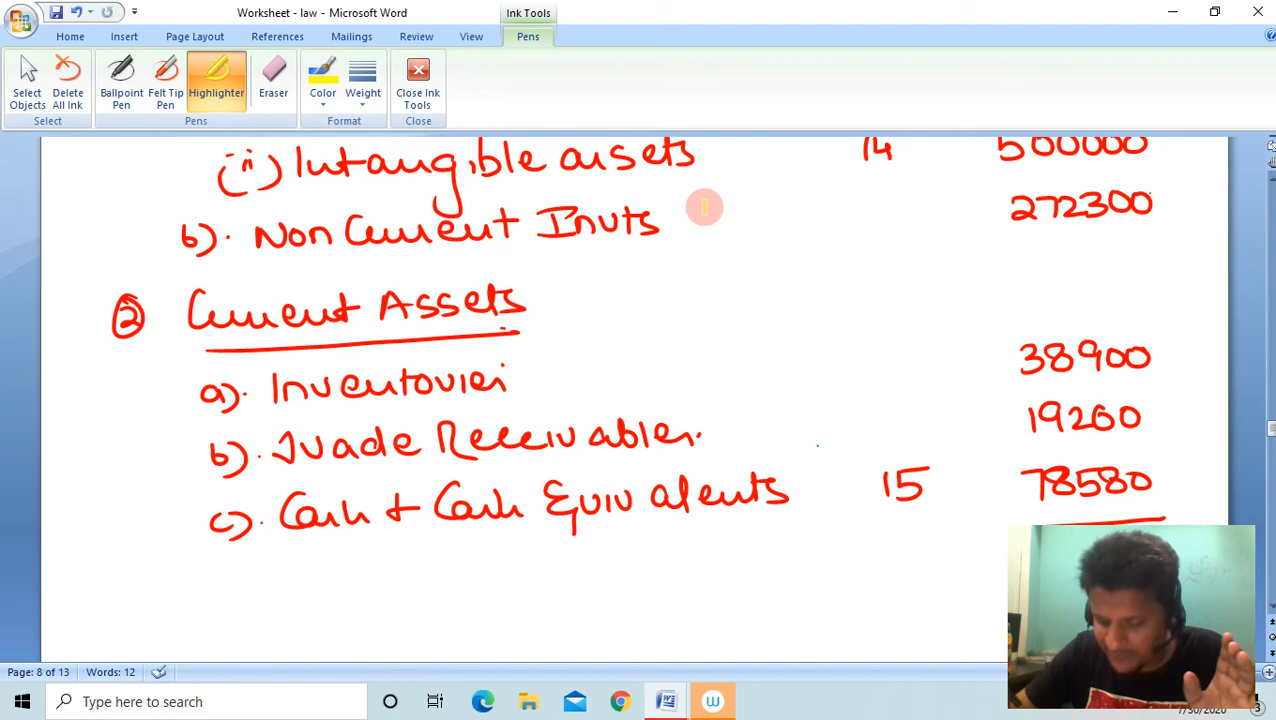 Worksheet - law - Microsoft Word
Ink Tools
Home Insert Page Layout References Mailings Review View Pens
Select Objects Delete All Ink Ballpoint Pen Felt Tip Pen Highlighter Eraser Color Weight Close Ink Tools
Select Pens Format Close
(ii) Intangible assets 14 500000
b). Non Current Invts 272300
2 Current Assets
a). Inventories 38900
b). Trade Receivables. 19200
c). Cash + Cash Equivalents 15 78580
Page: 8 of 13 Words: 12
Type here to search
7/30/2020